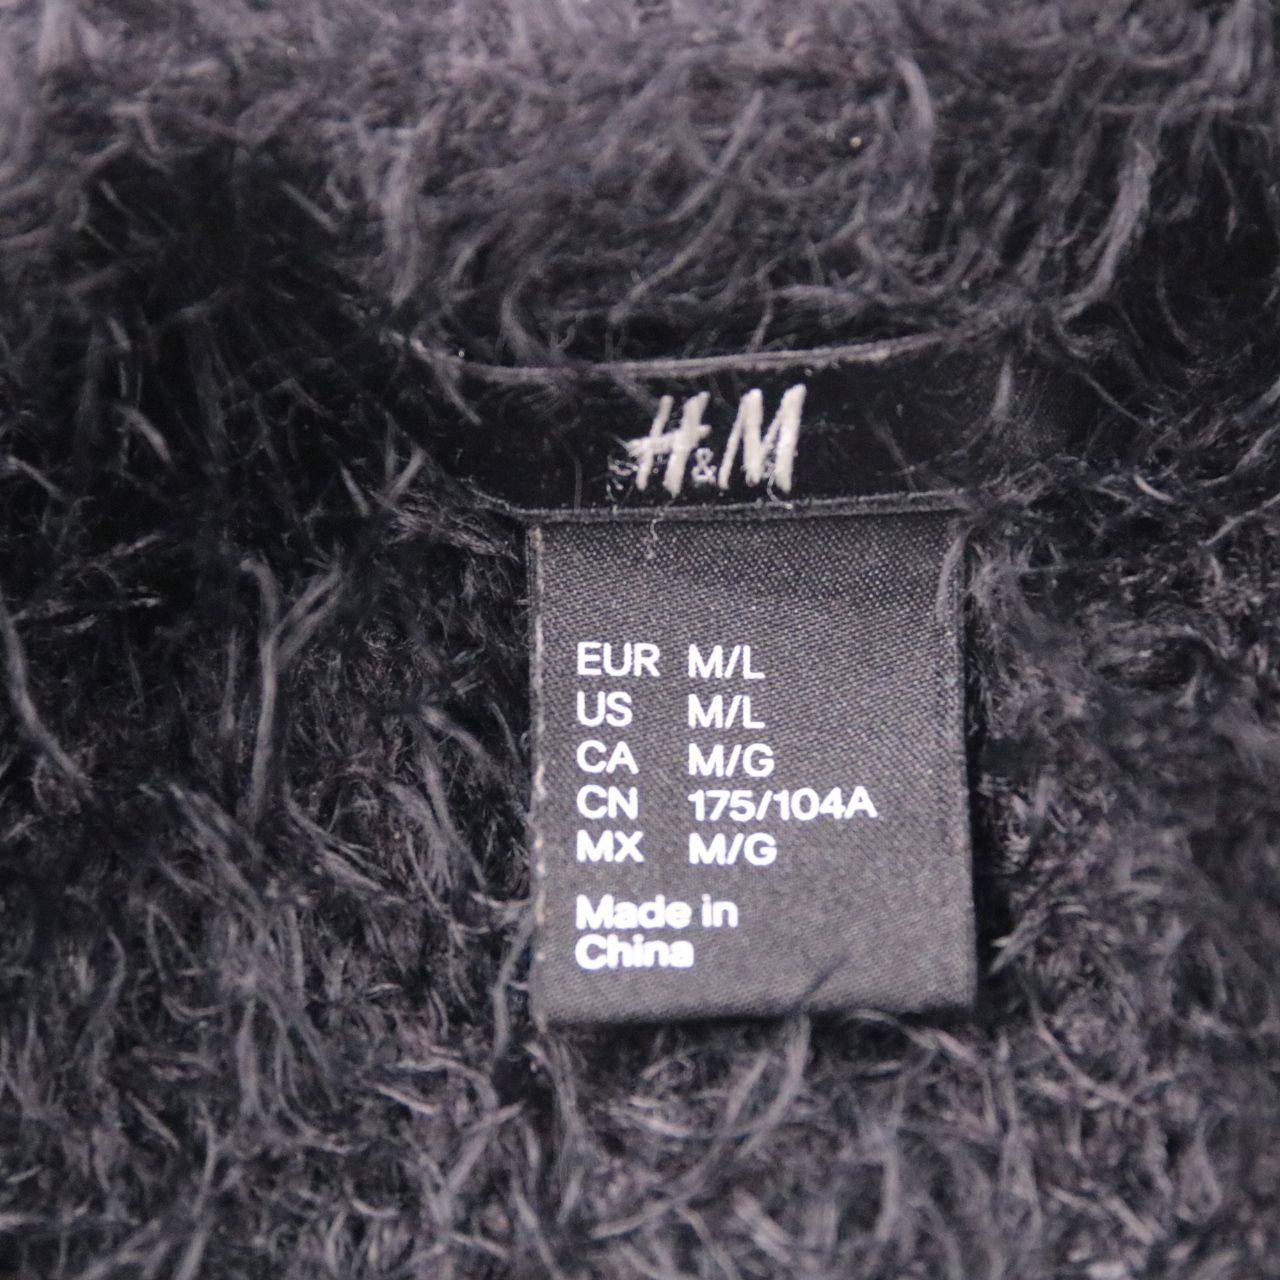 H&M
EUR M/L
US M/L
CA M/G
CN 175/104A
MX M/G
Made in
China